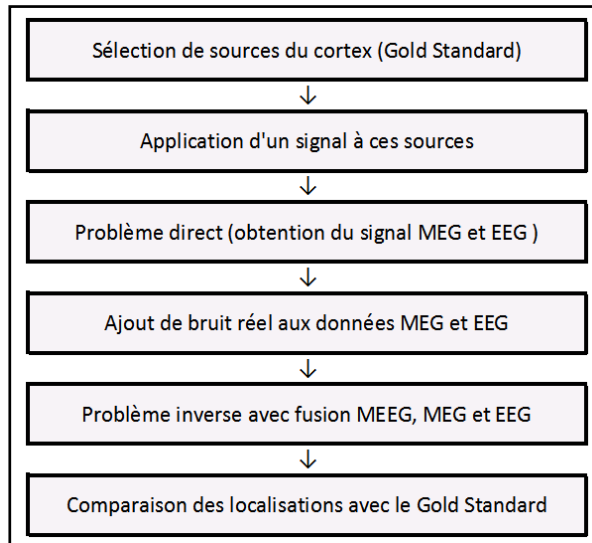 Sélection de sources du cortex (Gold Standard)
↓
Application d'un signal à ces sources
↓
Problème direct (obtention du signal MEG et EEG )
↓
Ajout de bruit réel aux données MEG et EEG
↓
Problème inverse avec fusion MEEG, MEG et EEG
↓
Comparaison des localisations avec le Gold Standard